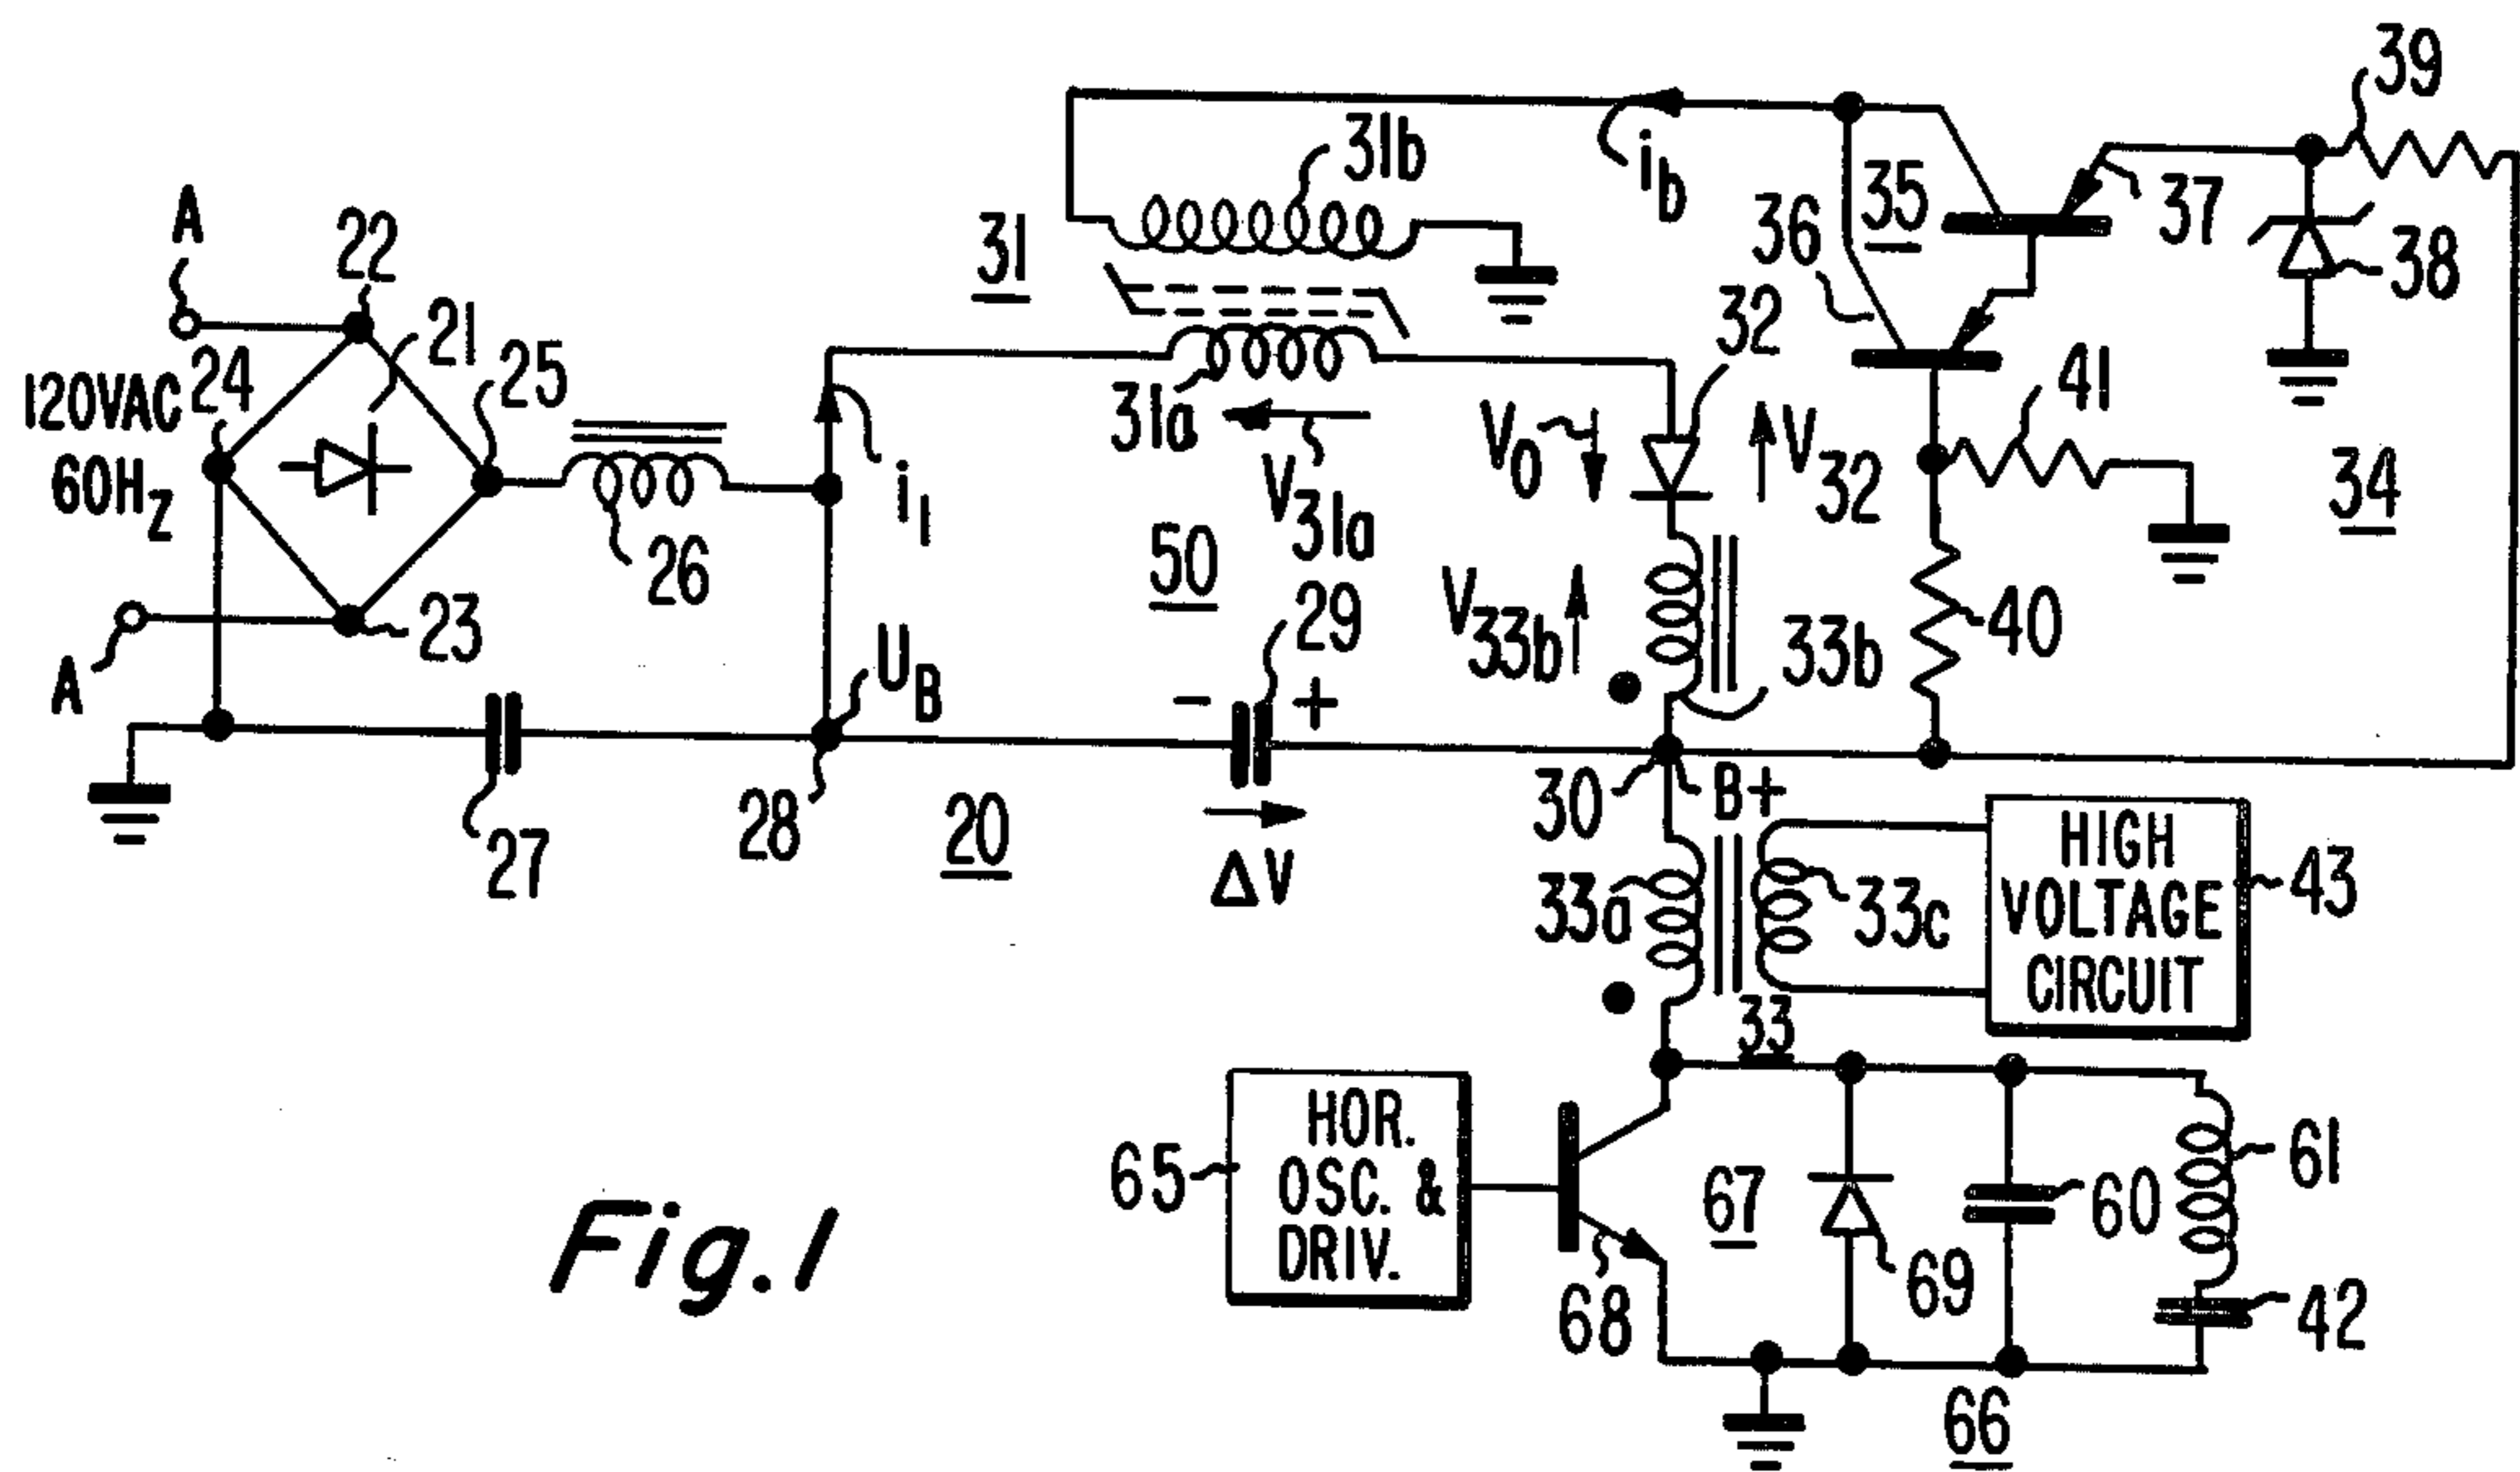 39
31b
ib
35
37
36
38
A
22
31
32
21
25
24
41
120VAC
60Hz
31a
V0
V32
34
i1
V31a
26
50
29
V33b
33b
40
23
A
UB
- +
28
20
30
B+
27
ΔV
33a
33c
HIGH
VOLTAGE
CIRCUIT
43
33
HOR.
OSC. &
DRIV.
65
67
61
60
69
68
42
66
Fig.1